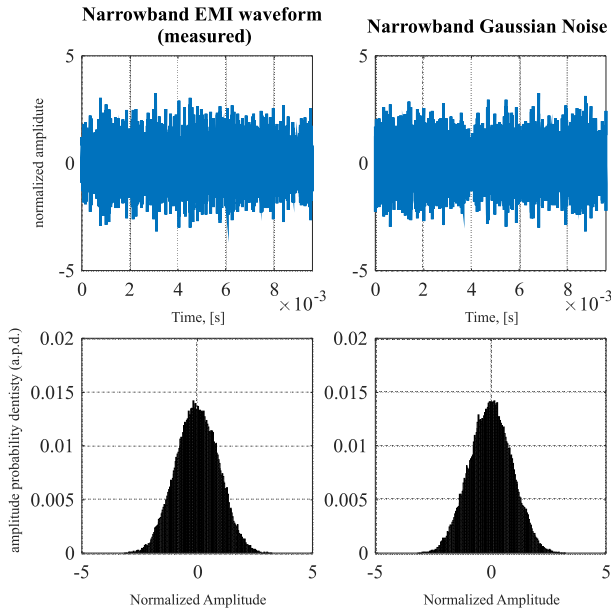 Narrowband EMI waveform
(measured)
Narrowband Gaussian Noise
normalized amplidute
5
0
-5
0 2 4 6 8
×10-3
Time, [s]
5
0
-5
0 2 4 6 8
×10-3
Time, [s]
amplitude probability dentisty (a.p.d.)
0.02
0.015
0.01
0.005
0
-5 0 5
Normalized Amplitude
0.02
0.015
0.01
0.005
0
-5 0 5
Normalized Amplitude